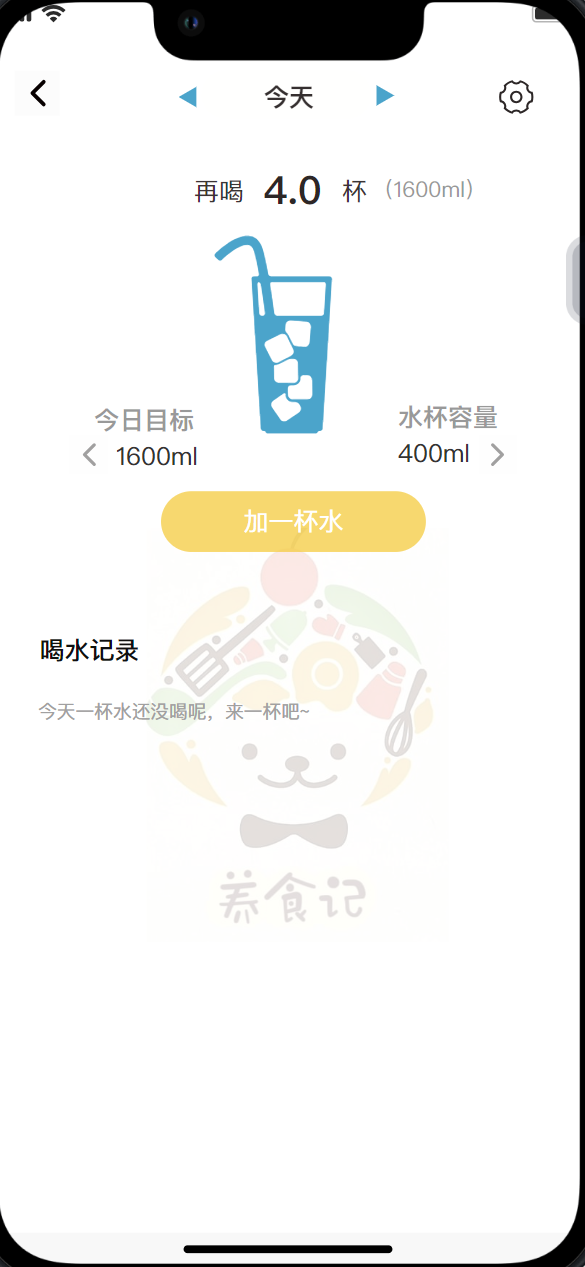 今天
再喝 4.0 杯 (1600ml)
今日目标
水杯容量
1600ml
400ml
加一杯水
喝水记录
今天一杯水还没喝呢，来一杯吧~
养食记